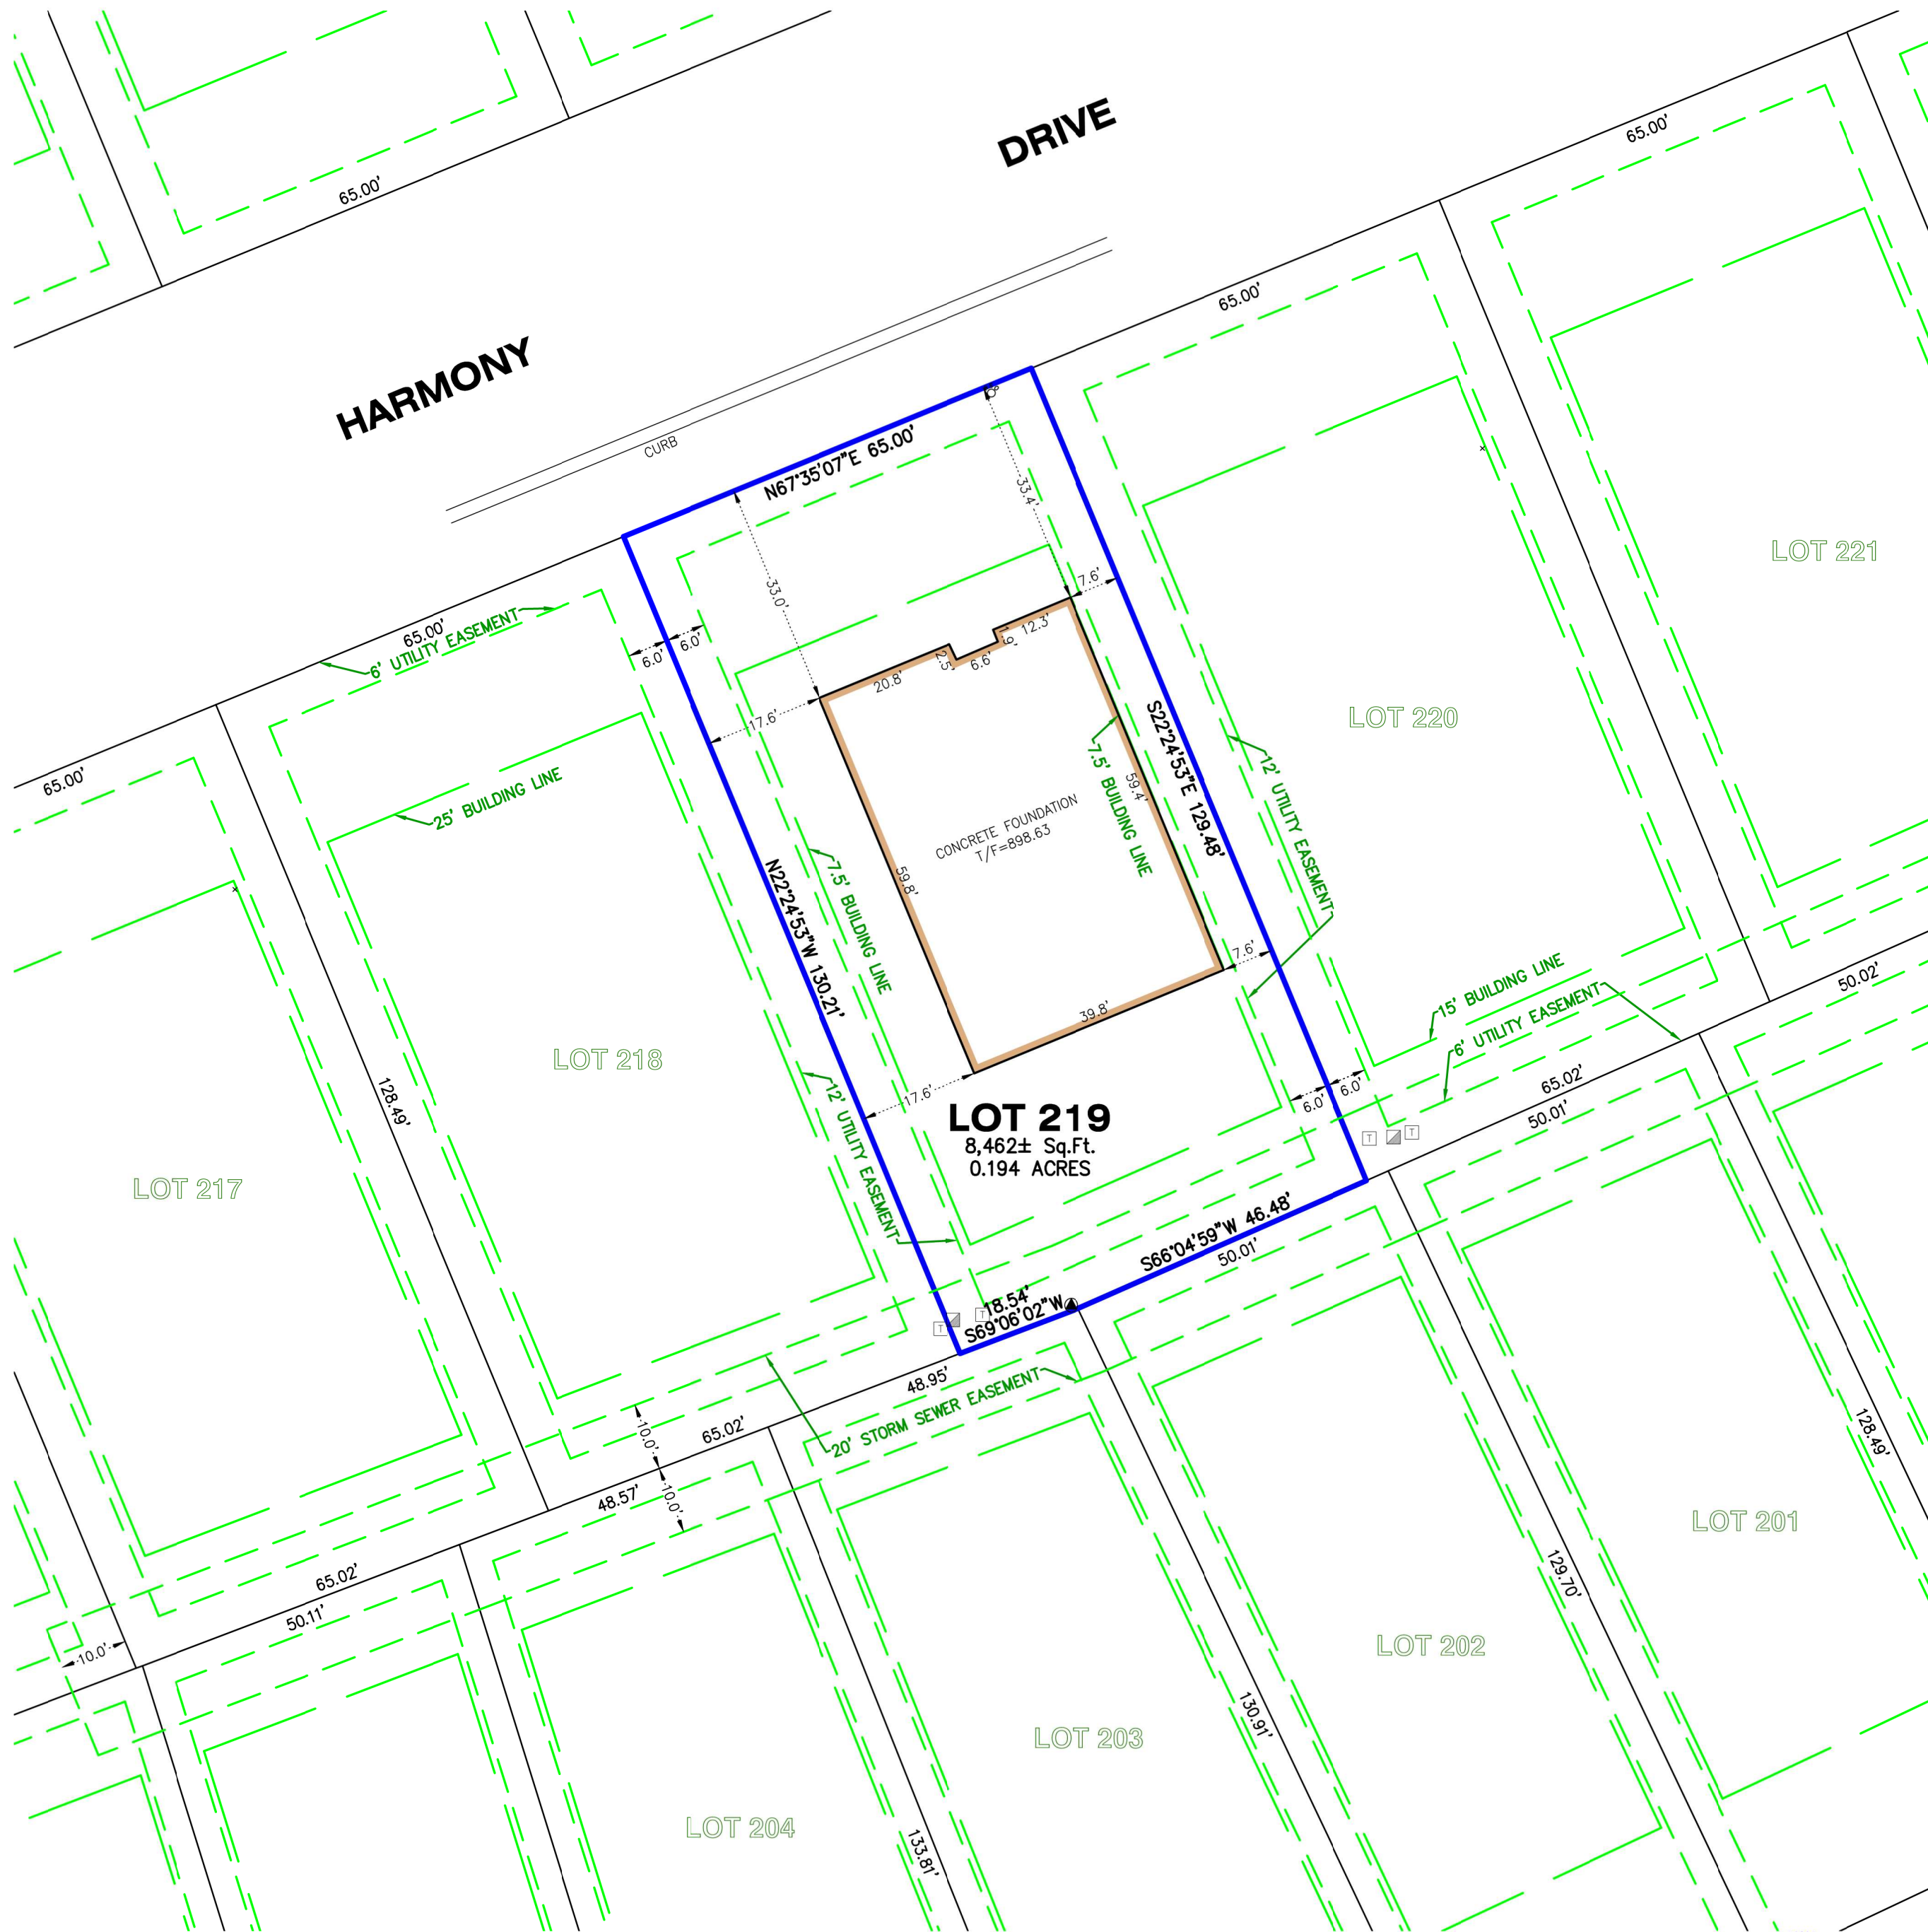 DRIVE
65.00'
65.00'
65.00'
HARMONY
CURB
N67°35'07"E 65.00'
33.4'
33.0'
LOT 221
7.6'
65.00'
6' UTILITY EASEMENT
6.0'
6.0'
12.3'
1.9'
6.6'
2.5'
20.8'
17.6'
LOT 220
65.00'
25' BUILDING LINE
S22°24'53"E 129.48'
7.5' BUILDING LINE
59.4'
12' UTILITY EASEMENT
CONCRETE FOUNDATION
T/F=898.63
59.8'
7.5' BUILDING LINE
N22°24'53"W 130.21'
7.6'
15' BUILDING LINE
50.02'
6' UTILITY EASEMENT
39.8'
LOT 218
128.49'
17.6'
6.0'
6.0'
65.02'
50.01'
LOT 219
8,462± Sq.Ft.
0.194 ACRES
T
T
12' UTILITY EASEMENT
LOT 217
S66°04'59"W 46.48'
50.01'
18.54'
S69°06'02"W
T
T
48.95'
20' STORM SEWER EASEMENT
65.02'
10.0'
10.0'
48.57'
128.49'
LOT 201
65.02'
50.11'
129.70'
10.0'
LOT 202
130.91'
LOT 203
LOT 204
133.81'